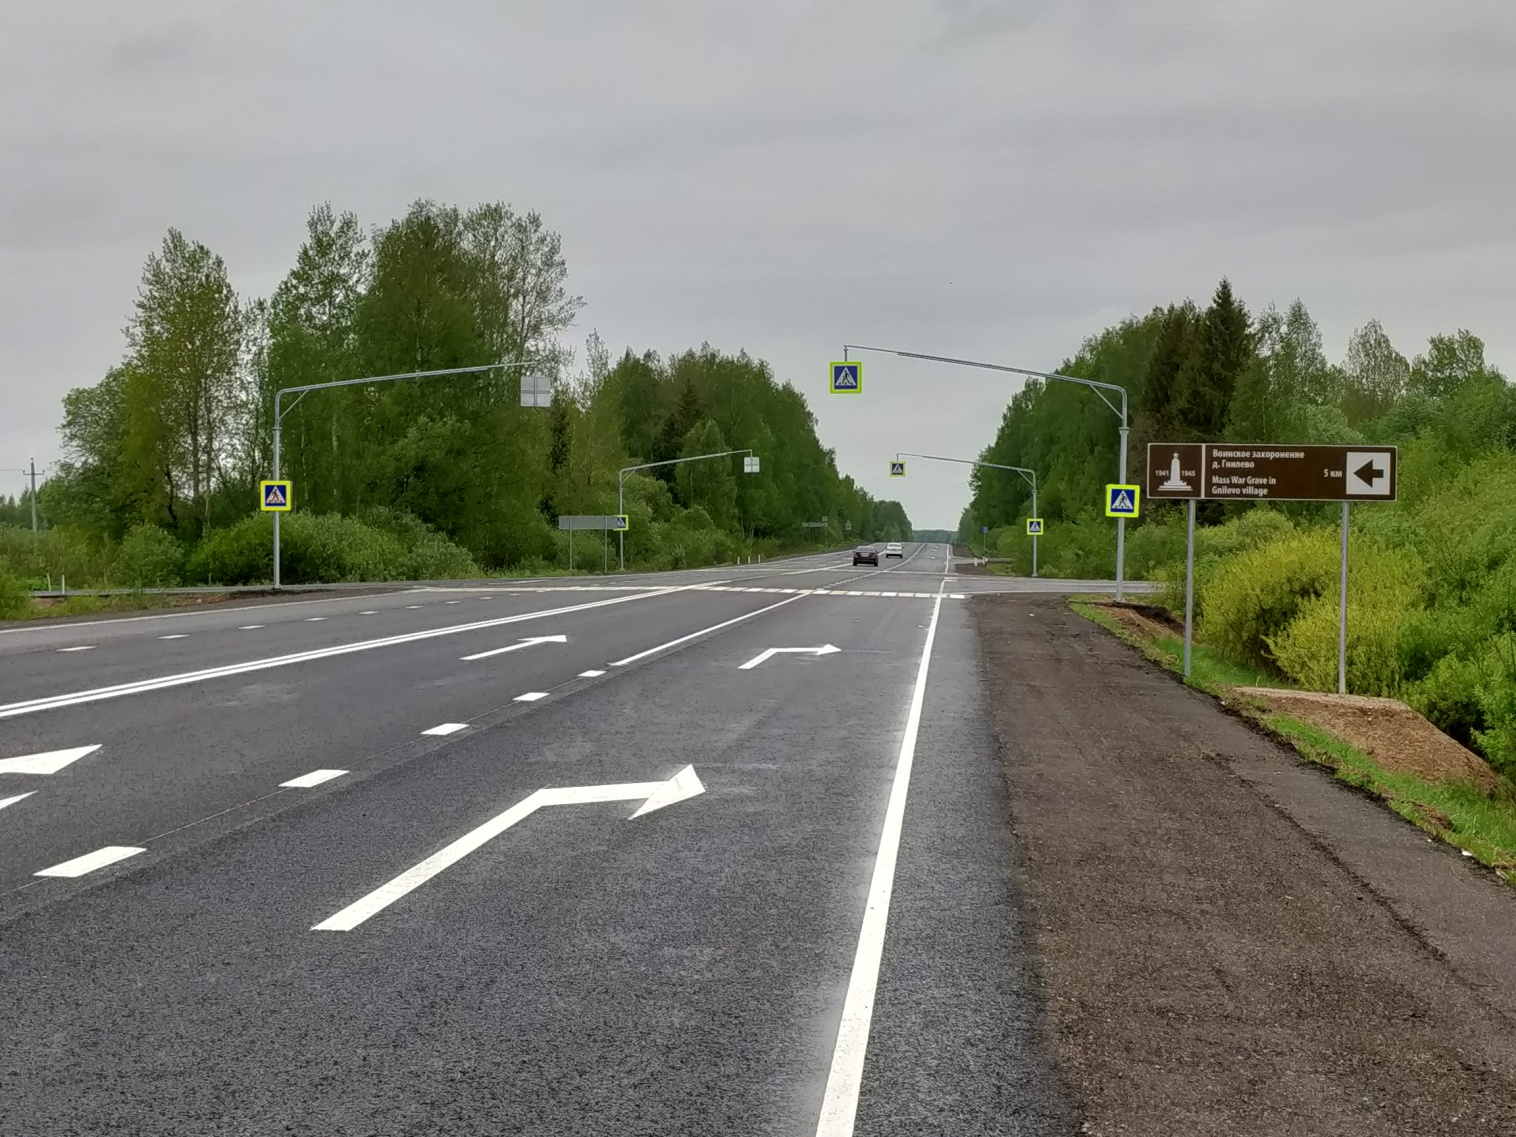 1941 1945
Воинское захоронение
д. Гнилево
Mass War Grave in
Gnilevo village
5 км